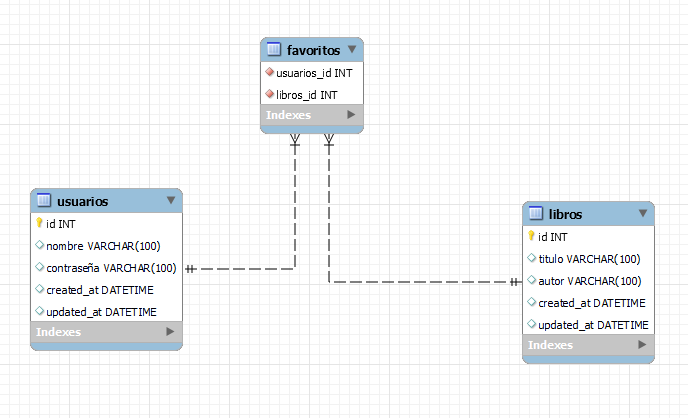 favoritos
usuarios_id INT
libros_id INT
Indexes
usuarios
id INT
nombre VARCHAR(100)
contraseña VARCHAR(100)
created_at DATETIME
updated_at DATETIME
Indexes
libros
id INT
titulo VARCHAR(100)
autor VARCHAR(100)
created_at DATETIME
updated_at DATETIME
Indexes